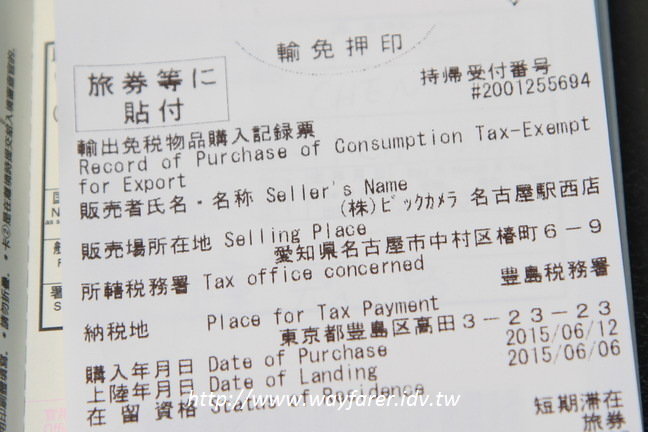 輸免押印
旅券等に
貼付
持帰受付番号
#2001255694
輸出免税物品購入記録票
Record of Purchase of Consumption Tax-Exempt
for Export
販売者氏名・名称 Seller's Name
(株)ﾋﾞｯｸｶﾒﾗ 名古屋駅西店
販売場所在地 Selling Place
愛知県名古屋市中村区椿町6-9
所轄税務署 Tax office concerned
豊島税務署
納税地 Place for Tax Payment
東京都豊島区高田3-23-23
購入年月日 Date of Purchase 2015/06/12
上陸年月日 Date of Landing 2015/06/06
在留資格 Status of Residence
短期滞在
旅券
http://www.wayfarer.idv.tw